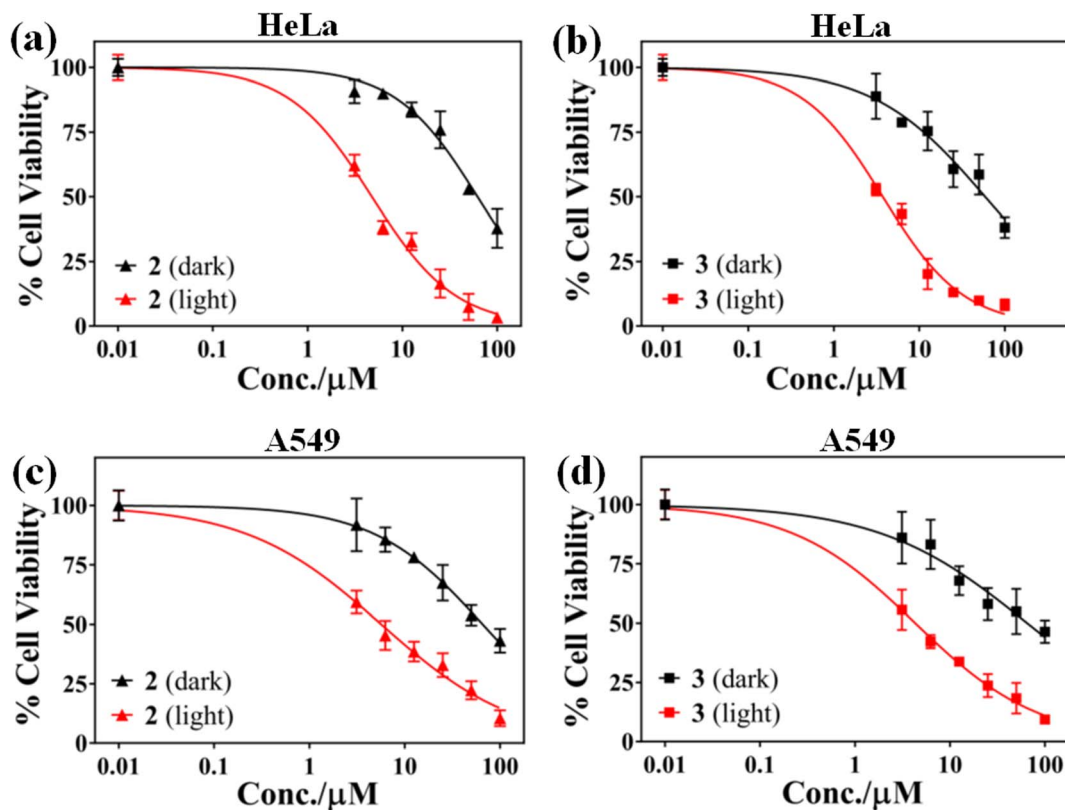 (a)
HeLa
% Cell Viability
100
75
50
25
0
2 (dark)
2 (light)
0.01 0.1 1 10 100
Conc./μM
(b)
HeLa
% Cell Viability
100
75
50
25
0
3 (dark)
3 (light)
0.01 0.1 1 10 100
Conc./μM
(c)
A549
% Cell Viability
100
75
50
25
0
2 (dark)
2 (light)
0.01 0.1 1 10 100
Conc./μM
(d)
A549
% Cell Viability
100
75
50
25
0
3 (dark)
3 (light)
0.01 0.1 1 10 100
Conc./μM